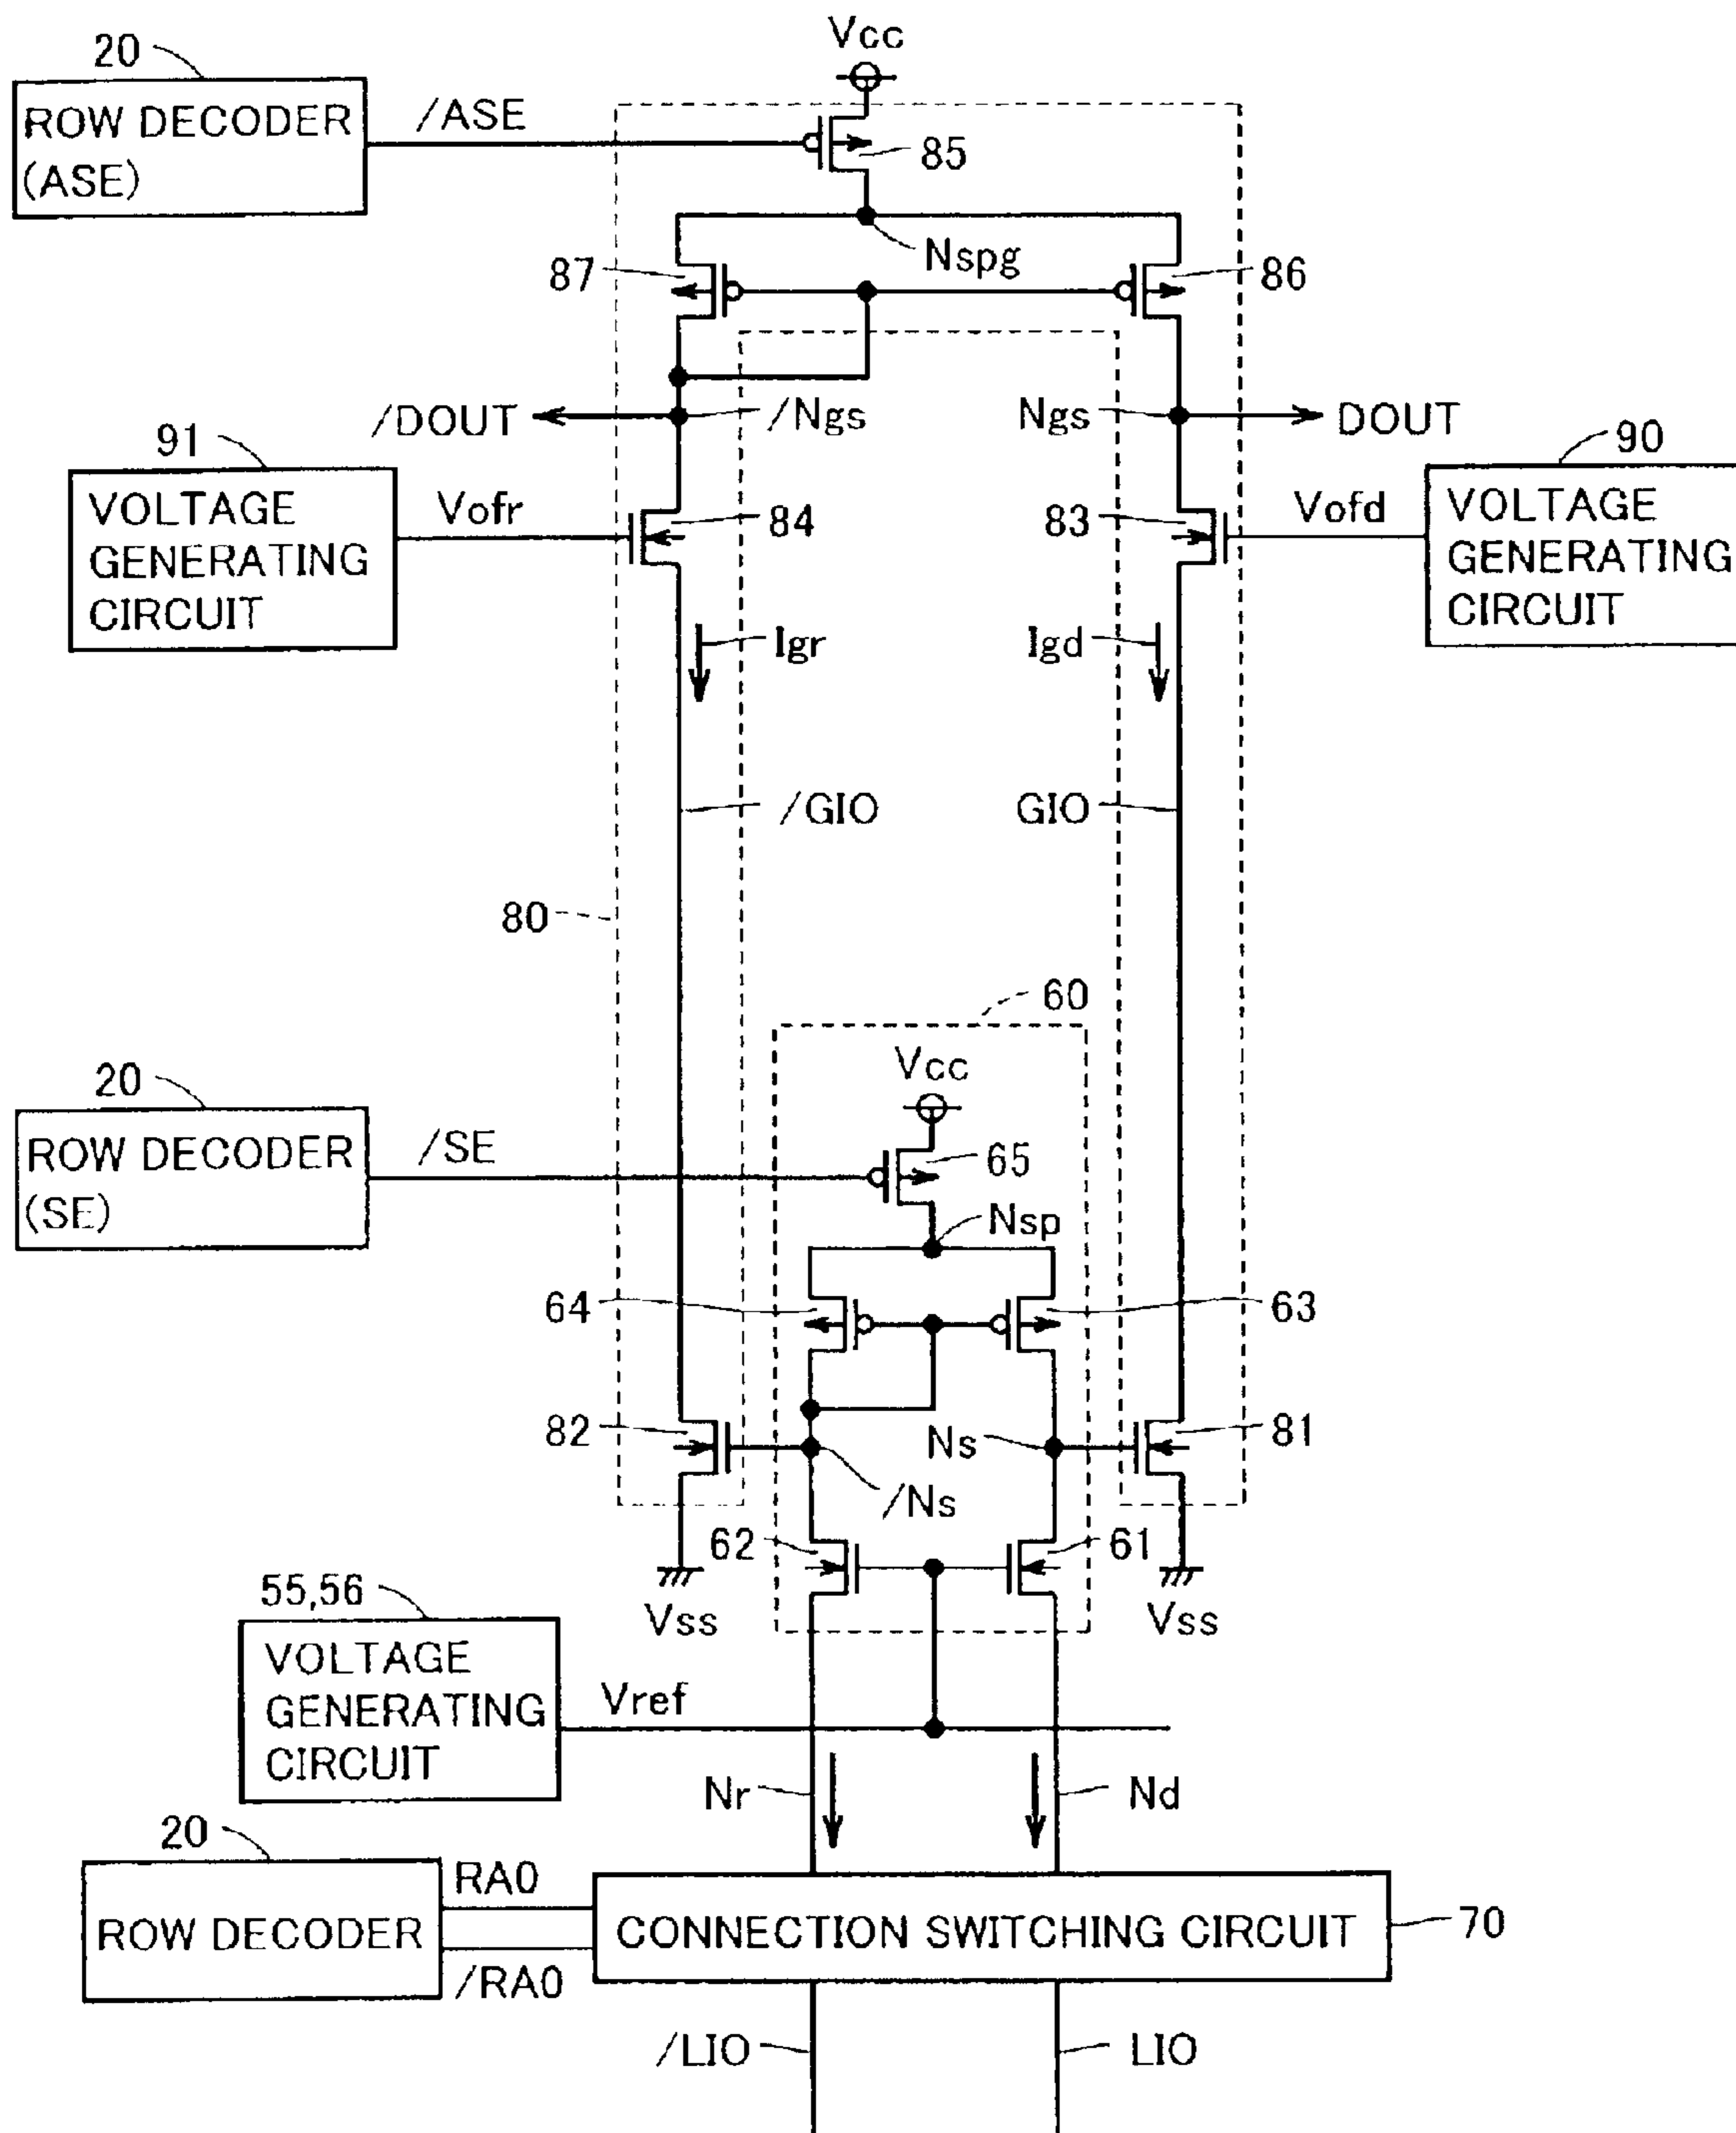 Vcc
20
ROW DECODER
(ASE)
/ASE
85
Nspg
87
86
/DOUT
/Ngs
Ngs
DOUT
91
VOLTAGE
GENERATING
CIRCUIT
Vofr
84
83
Vofd
90
VOLTAGE
GENERATING
CIRCUIT
Igr
Igd
/GIO
GIO
80
60
Vcc
20
ROW DECODER
(SE)
/SE
65
Nsp
64
63
82
Ns
81
/Ns
62
61
Vss
Vss
55,56
VOLTAGE
GENERATING
CIRCUIT
Vref
Nr
Nd
20
ROW DECODER
RA0
/RA0
CONNECTION SWITCHING CIRCUIT
70
/LIO
LIO